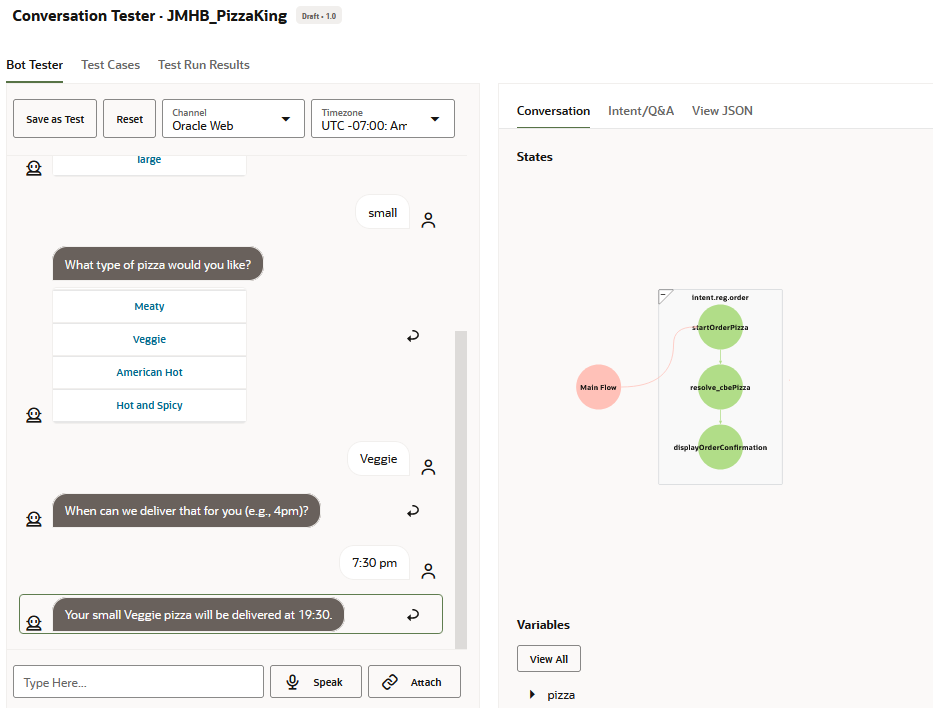 Conversation Tester · JMHB_PizzaKing Draft • 1.0
Bot Tester Test Cases Test Run Results
Save as Test
Reset
Channel
Oracle Web
Timezone
UTC -07:00: Am
large
small
What type of pizza would you like?
Meaty
Veggie
American Hot
Hot and Spicy
Veggie
When can we deliver that for you (e.g., 4pm)?
7:30 pm
Your small Veggie pizza will be delivered at 19:30.
Type Here...
Speak
Attach
Conversation Intent/Q&A View JSON
States
Intent.reg.order
startOrderPizza
Main Flow
resolve_cbePizza
displayOrderConfirmation
Variables
View All
pizza